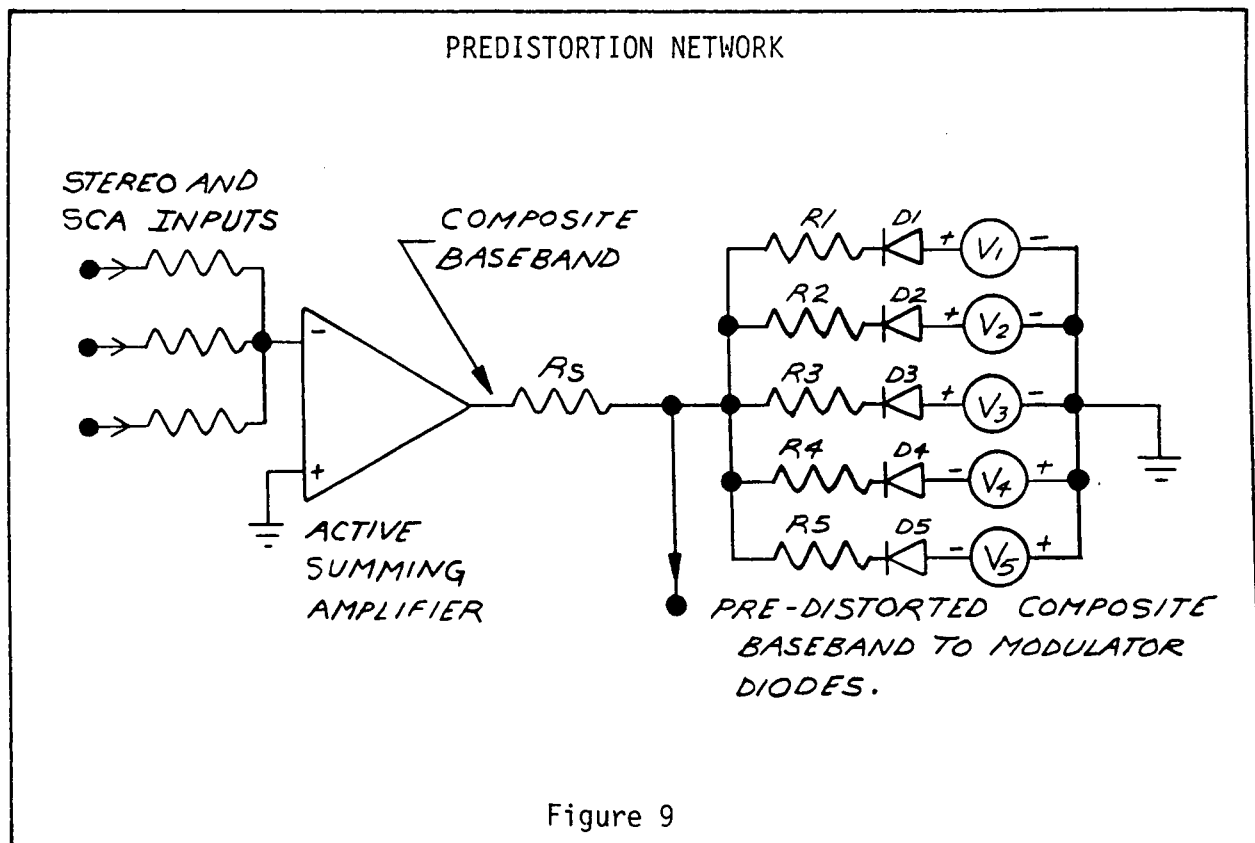 PREDISTORTION NETWORK
STEREO AND
SCA INPUTS
COMPOSITE
BASEBAND
RS
-
+
ACTIVE
SUMMING
AMPLIFIER
R1 D1 + V1 -
R2 D2 + V2 -
R3 D3 + V3 -
R4 D4 - V4 +
R5 D5 - V5 +
PRE-DISTORTED COMPOSITE
BASEBAND TO MODULATOR
DIODES.
Figure 9